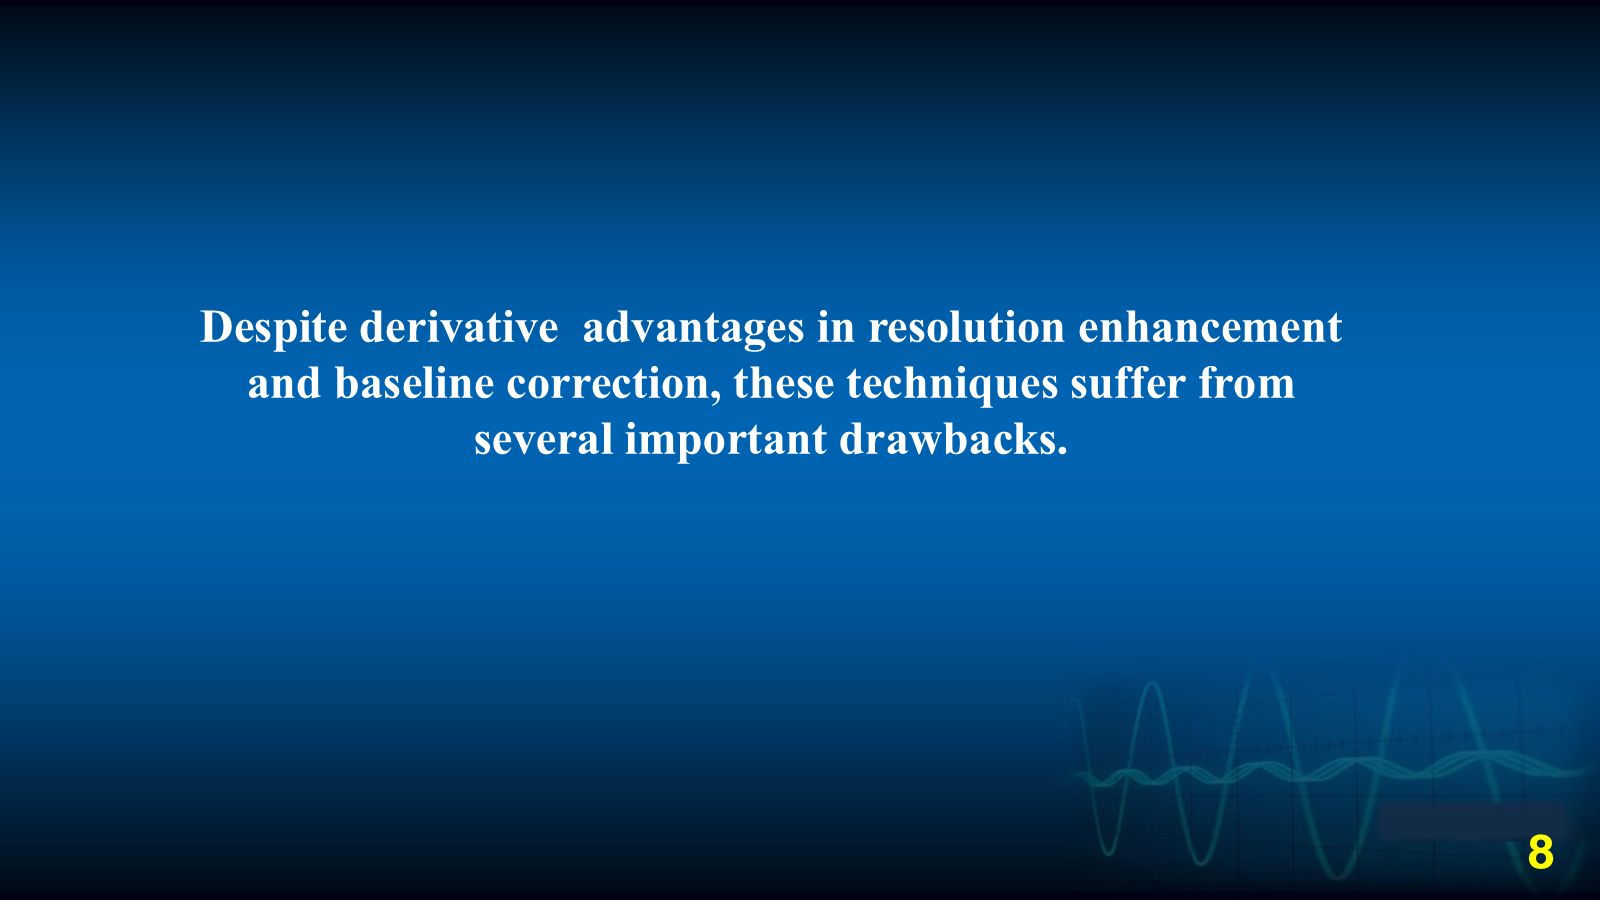 Despite derivative  advantages in resolution enhancement
and baseline correction, these techniques suffer from
several important drawbacks.
8